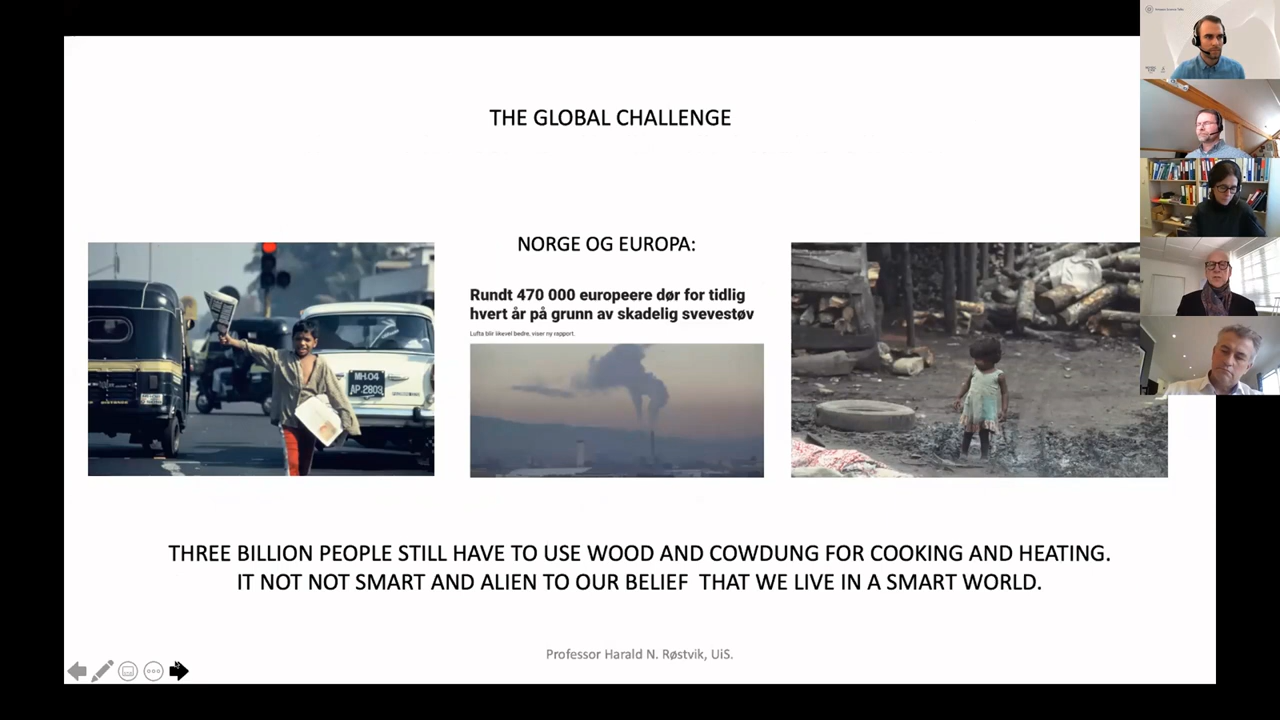 THE GLOBAL CHALLENGE
NORGE OG EUROPA:
Rundt 470 000 europeere dør for tidlig
hvert år på grunn av skadelig svevestøv
Lufta blir likevel bedre, viser ny rapport.
MH.04
AP.2803
THREE BILLION PEOPLE STILL HAVE TO USE WOOD AND COWDUNG FOR COOKING AND HEATING.
IT NOT NOT SMART AND ALIEN TO OUR BELIEF THAT WE LIVE IN A SMART WORLD.
Professor Harald N. Røstvik, UiS.